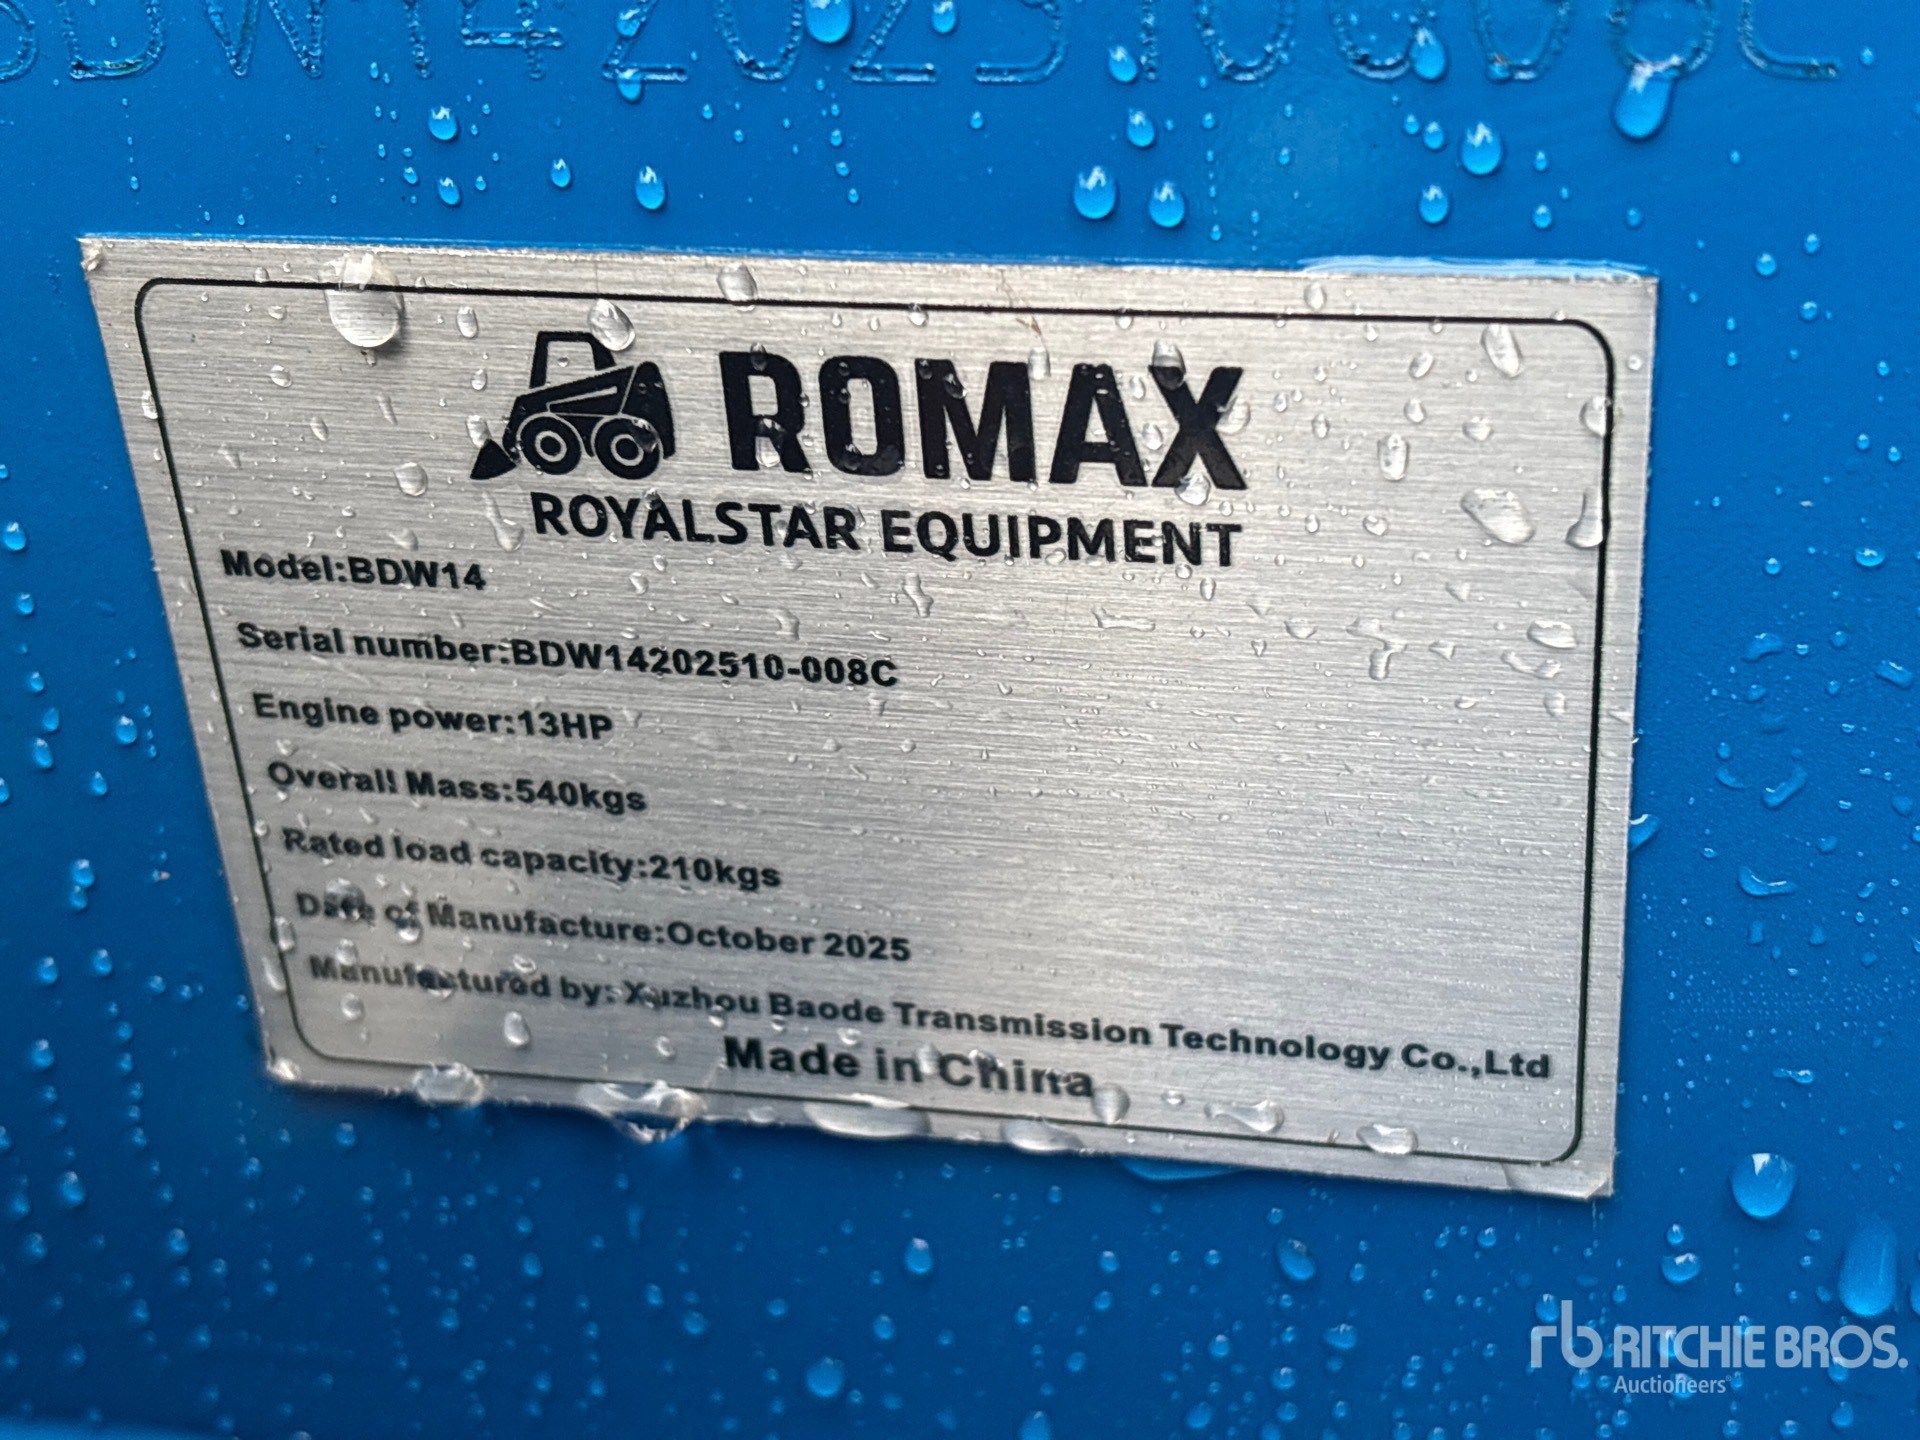 BDW14202510008C
ROMAX
ROYALSTAR EQUIPMENT
Model:BDW14
Serial number:BDW14202510-008C
Engine power:13HP
Overall Mass:540kgs
Rated load capacity:210kgs
Date of Manufacture:October 2025
Manufactured by: Xuzhou Baode Transmission Technology Co.,Ltd
Made in China
rb RITCHIE BROS.
Auctioneers